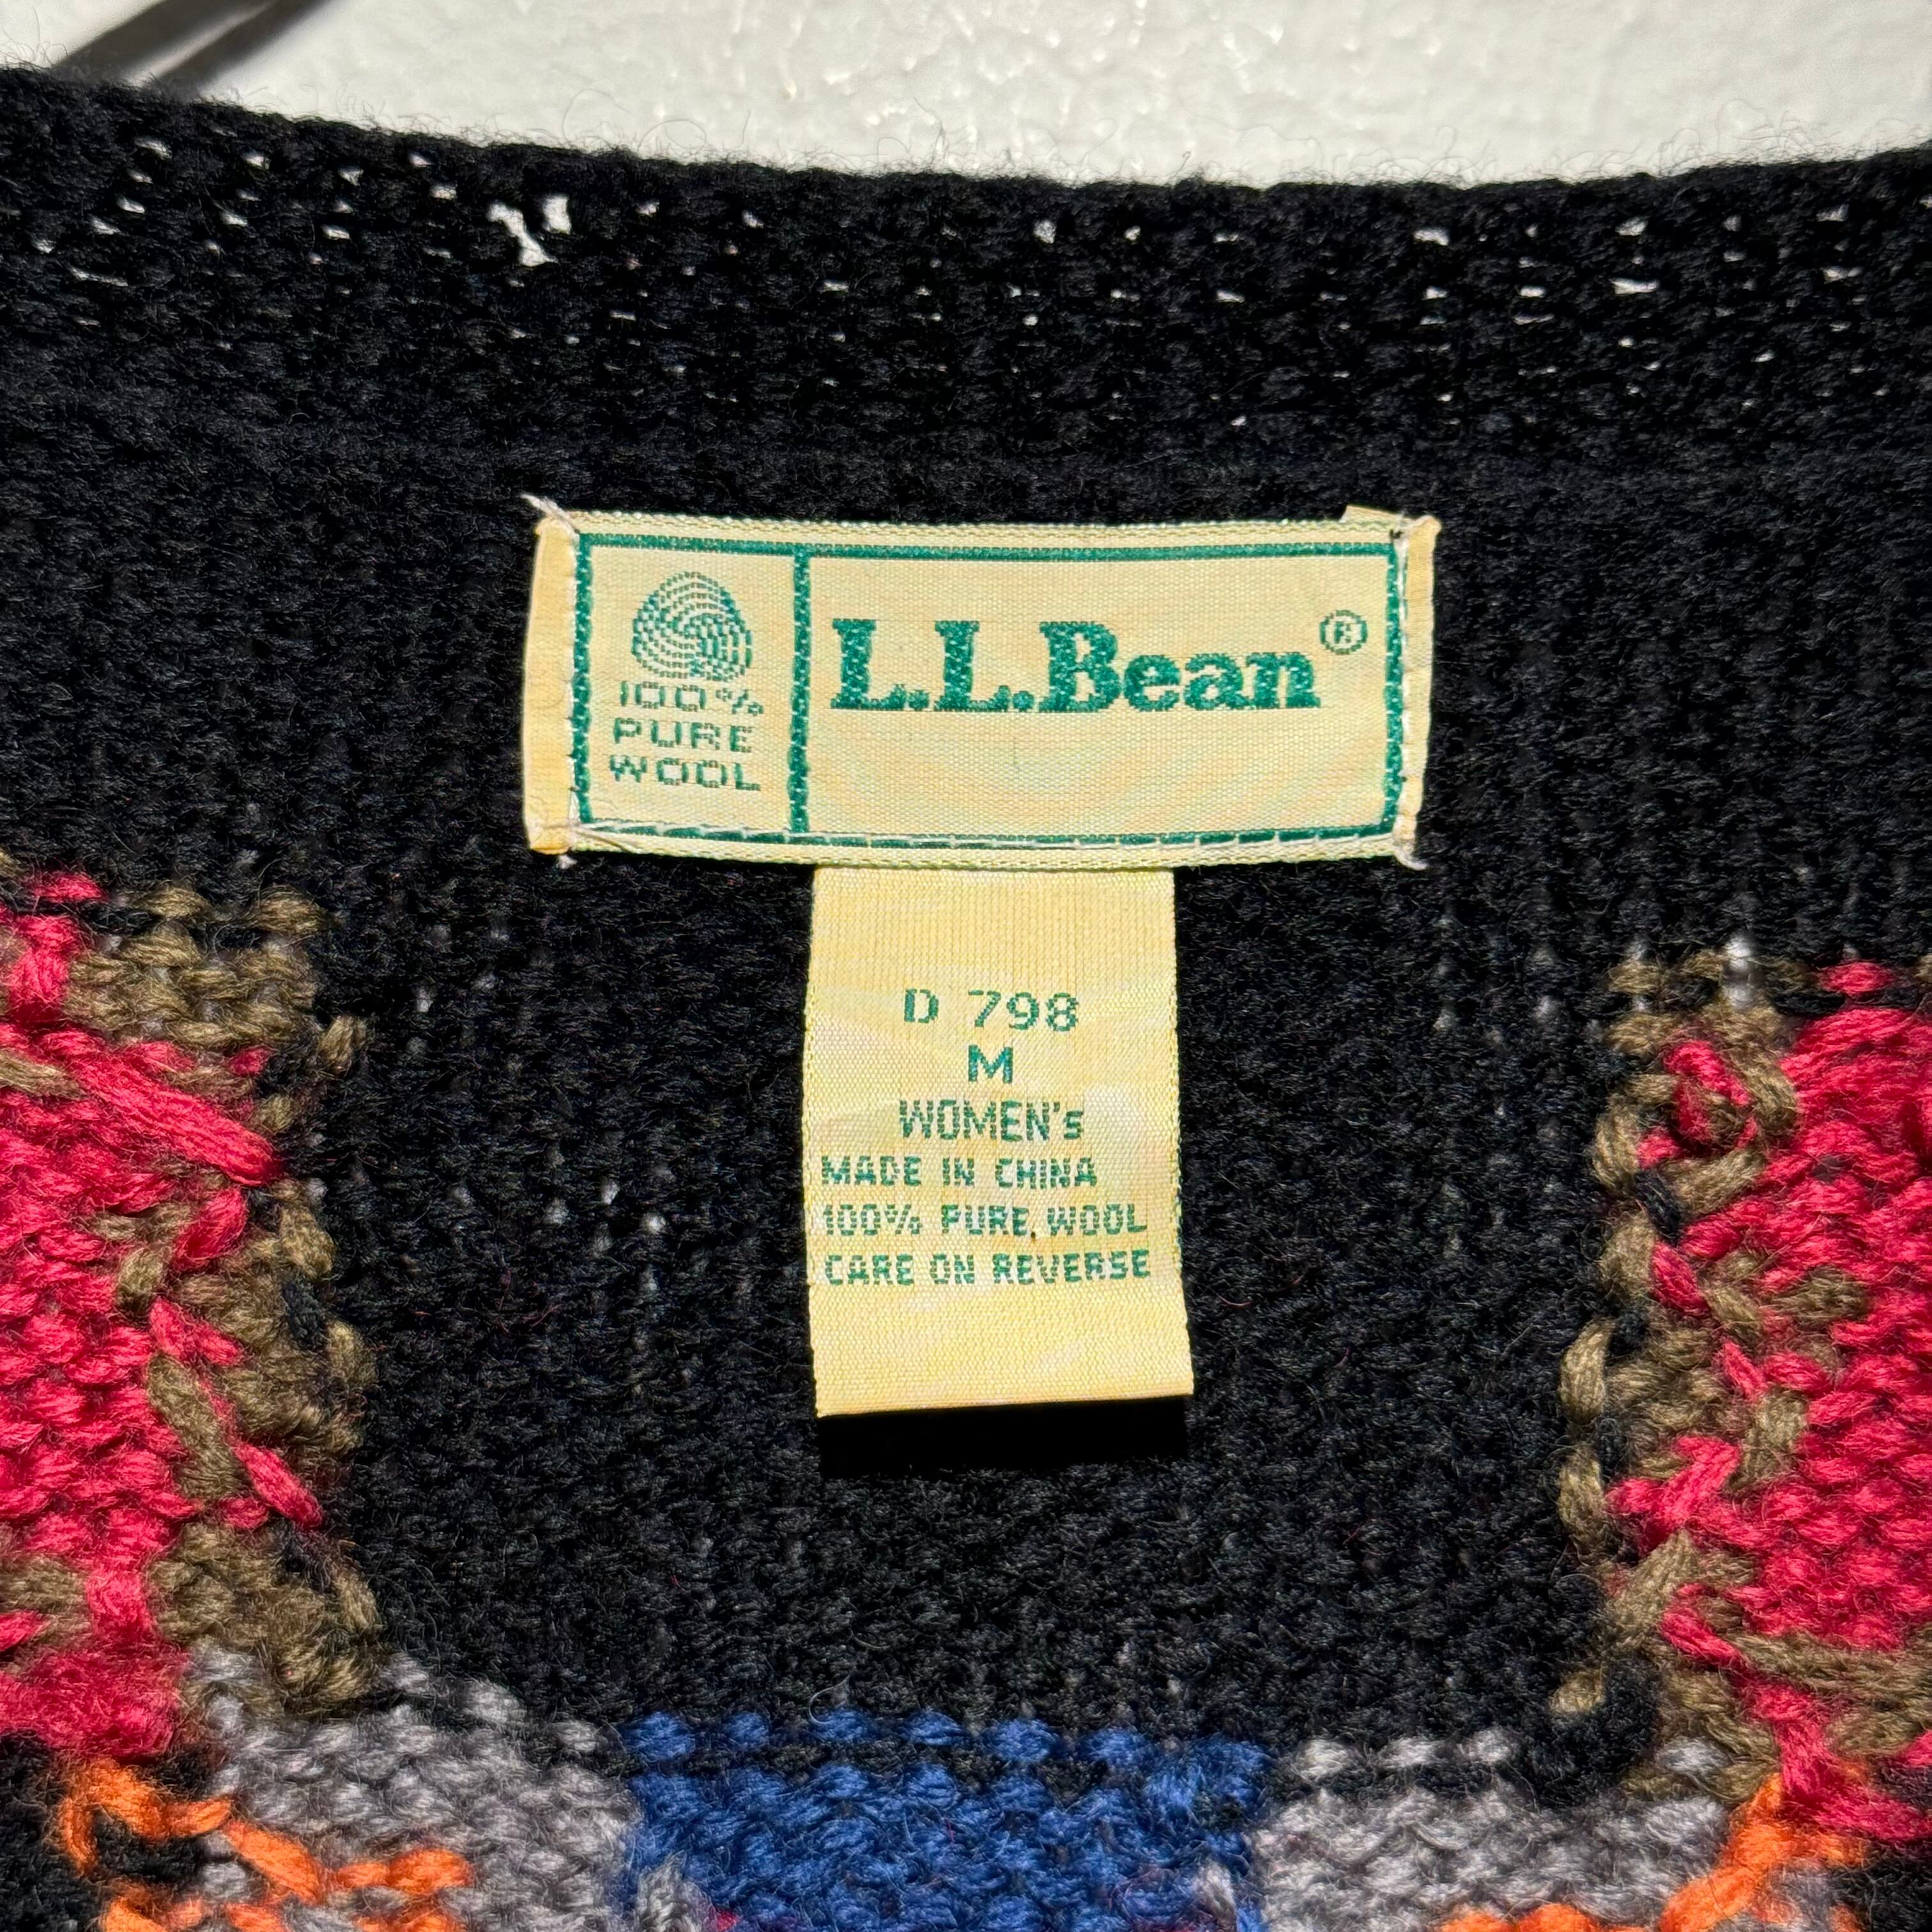 100%
PURE
WOOL
L.L.Bean®
D 798
M
WOMEN's
MADE IN CHINA
100% PURE WOOL
CARE ON REVERSE